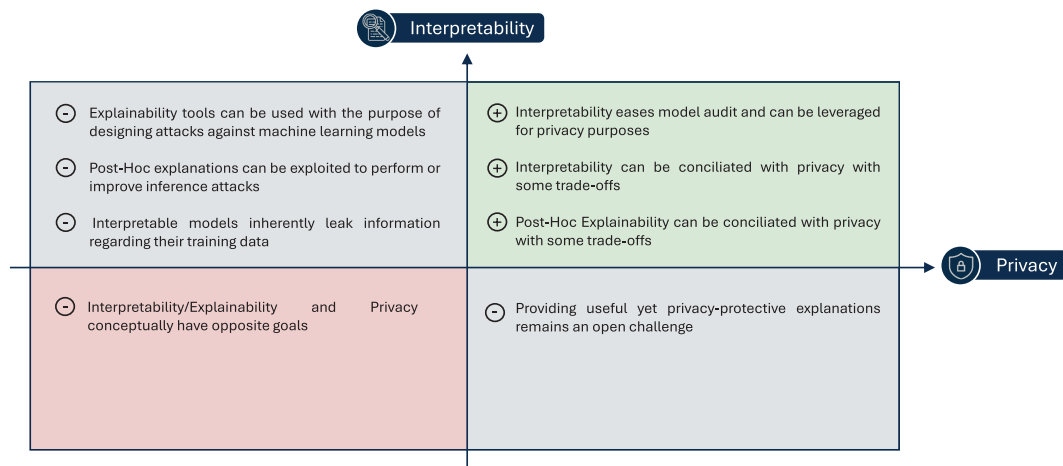 Interpretability
Explainability tools can be used with the purpose of
designing attacks against machine learning models
Post-Hoc explanations can be exploited to perform or
improve inference attacks
Interpretable models inherently leak information
regarding their training data
Interpretability eases model audit and can be leveraged
for privacy purposes
Interpretability can be conciliated with privacy with
some trade-offs
Post-Hoc Explainability can be conciliated with privacy
with some trade-offs
Privacy
Interpretability/Explainability and Privacy
conceptually have opposite goals
Providing useful yet privacy-protective explanations
remains an open challenge